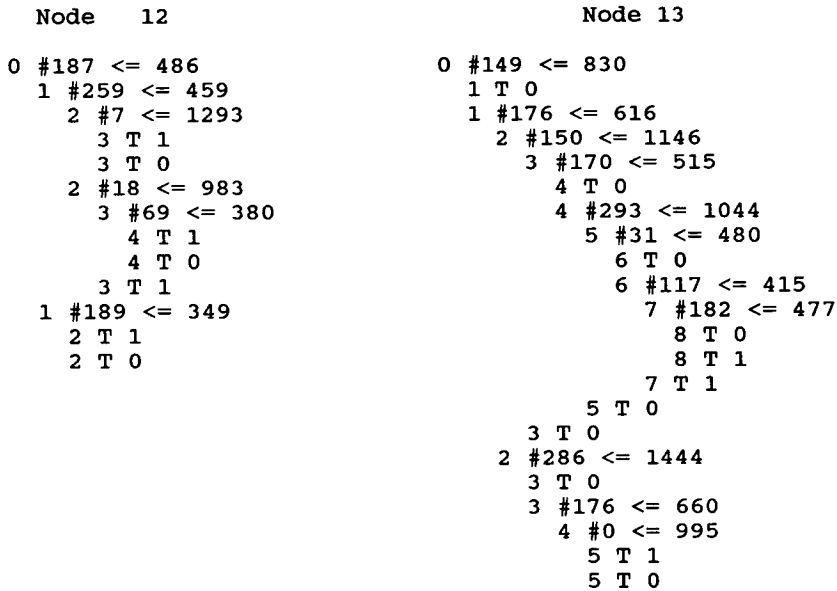 Node 12
0 #187 <= 486
1 #259 <= 459
2 #7 <= 1293
3 T 1
3 T 0
2 #18 <= 983
3 #69 <= 380
4 T 1
4 T 0
3 T 1
1 #189 <= 349
2 T 1
2 T 0
Node 13
0 #149 <= 830
1 T 0
1 #176 <= 616
2 #150 <= 1146
3 #170 <= 515
4 T 0
4 #293 <= 1044
5 #31 <= 480
6 T 0
6 #117 <= 415
7 #182 <= 477
8 T 0
8 T 1
7 T 1
5 T 0
3 T 0
2 #286 <= 1444
3 T 0
3 #176 <= 660
4 #0 <= 995
5 T 1
5 T 0